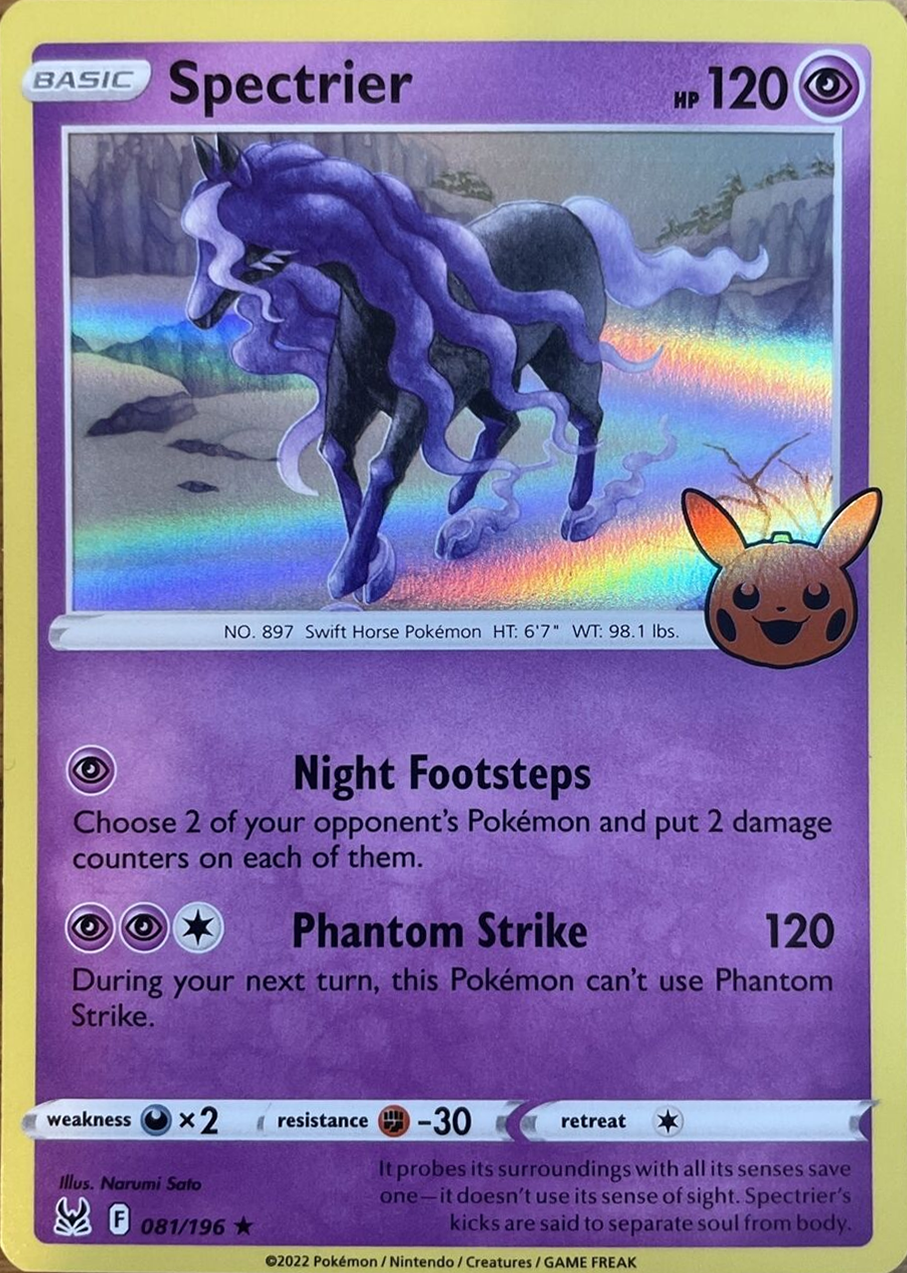 BASIC Spectrier HP 120
NO. 897 Swift Horse Pokémon HT: 6'7" WT: 98.1 lbs.
Night Footsteps
Choose 2 of your opponent's Pokémon and put 2 damage
counters on each of them.
Phantom Strike 120
During your next turn, this Pokémon can't use Phantom
Strike.
weakness ×2 resistance -30 retreat
Illus. Narumi Sato
It probes its surroundings with all its senses save
one—it doesn't use its sense of sight. Spectrier's
kicks are said to separate soul from body.
F 081/196 ★
©2022 Pokémon / Nintendo / Creatures / GAME FREAK